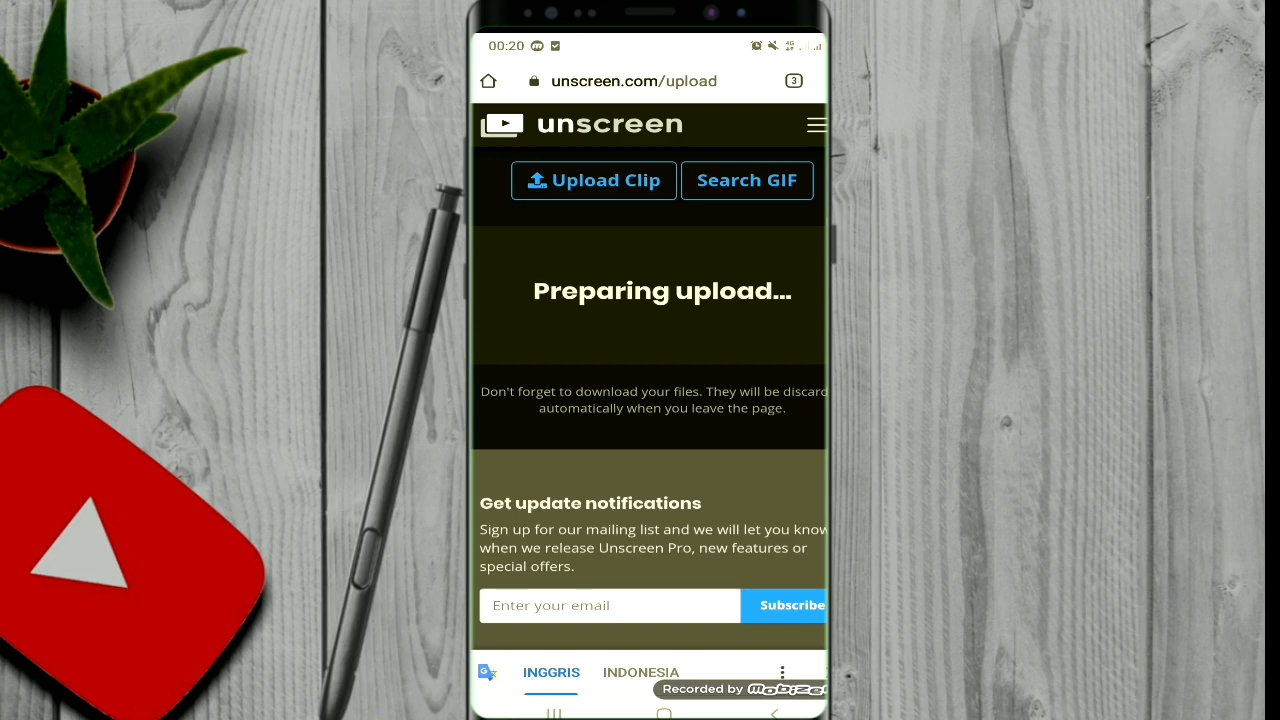 00:20
unscreen.com/upload
3
unscreen
Upload Clip
Search GIF
Preparing upload...
Don't forget to download your files. They will be discard
automatically when you leave the page.
Get update notifications
Sign up for our mailing list and we will let you know
when we release Unscreen Pro, new features or
special offers.
Enter your email
Subscribe
INGGRIS
INDONESIA
Recorded by